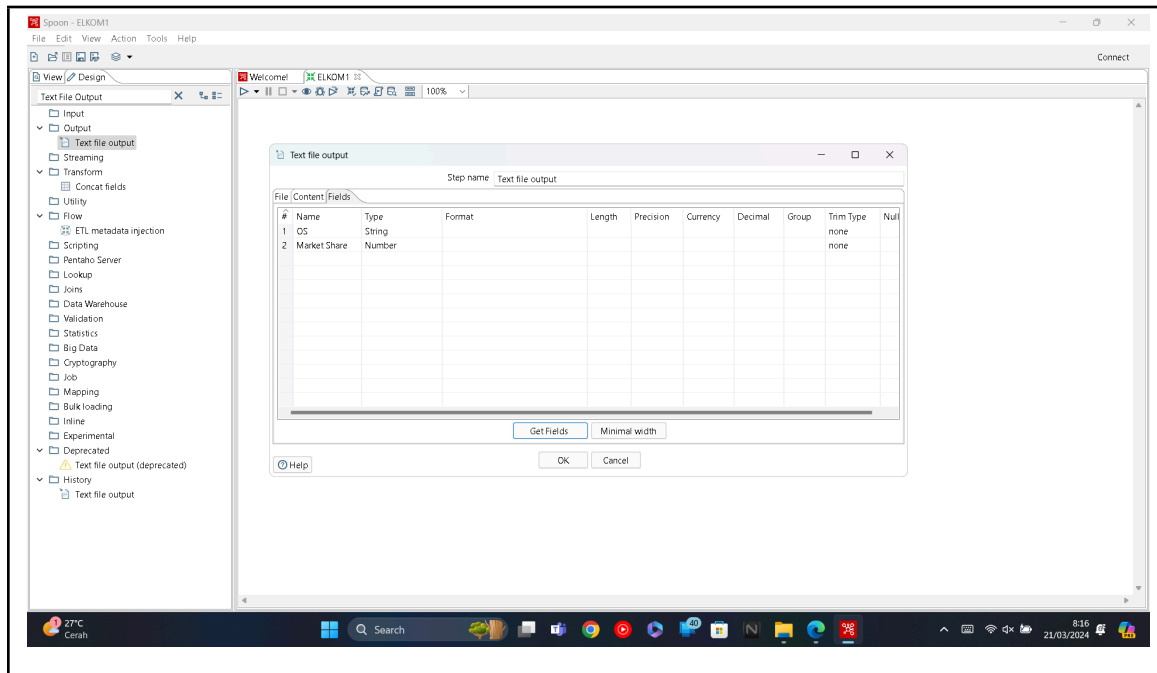 Spoon - ELKOM1
File Edit View Action Tools Help
Connect
View Design
Welcome! ELKOM1
Text File Output
100%
Input
Output
Text file output
Streaming
Transform
Concat fields
Utility
Flow
ETL metadata injection
Scripting
Pentaho Server
Lookup
Joins
Data Warehouse
Validation
Statistics
Big Data
Cryptography
Job
Mapping
Bulk loading
Inline
Experimental
Deprecated
Text file output (deprecated)
History
Text file output
Text file output
Step name Text file output
File Content Fields
# Name Type Format Length Precision Currency Decimal Group Trim Type Null
1 OS String none
2 Market Share Number none
Get Fields Minimal width
OK Cancel
Help
1 27°C
Cerah
Search
40
8:16
21/03/2024